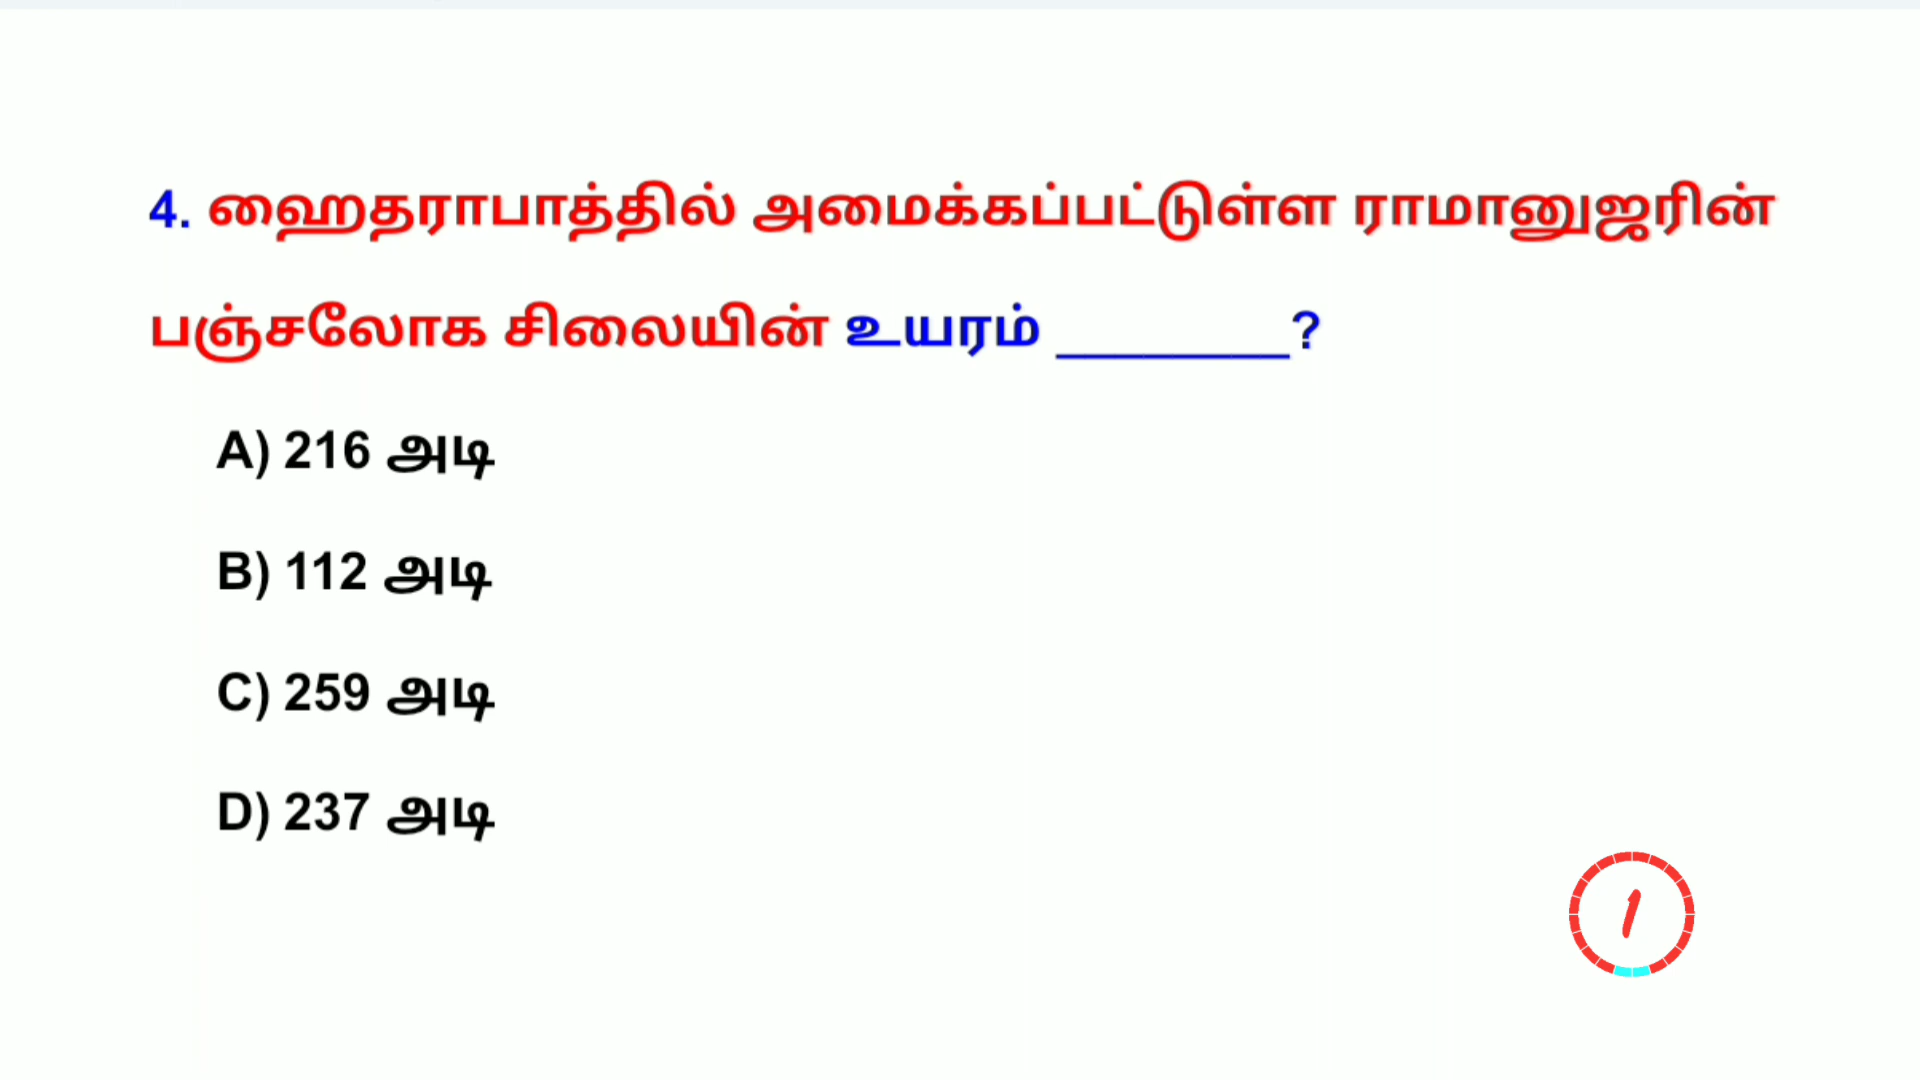 4. ஹைதராபாத்தில் அமைக்கப்பட்டுள்ள ராமானுஜரின்
பஞ்சலோக சிலையின் உயரம் ________?
A) 216 அடி
B) 112 அடி
C) 259 அடி
D) 237 அடி
1